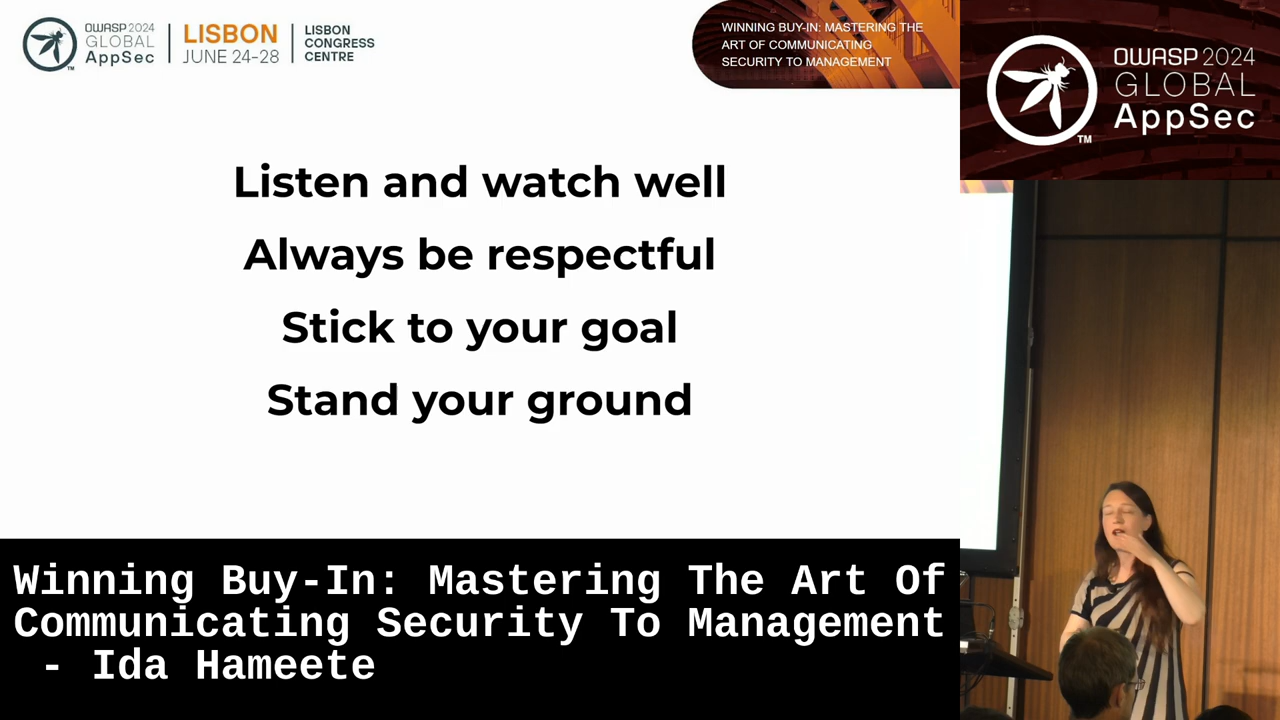 OWASP 2024
GLOBAL
AppSec
TM
LISBON
JUNE 24-28
LISBON
CONGRESS
CENTRE
WINNING BUY-IN: MASTERING THE
ART OF COMMUNICATING
SECURITY TO MANAGEMENT
OWASP 2024
GLOBAL
AppSec
TM
Listen and watch well
Always be respectful
Stick to your goal
Stand your ground
Winning Buy-In: Mastering The Art Of
Communicating Security To Management
- Ida Hameete